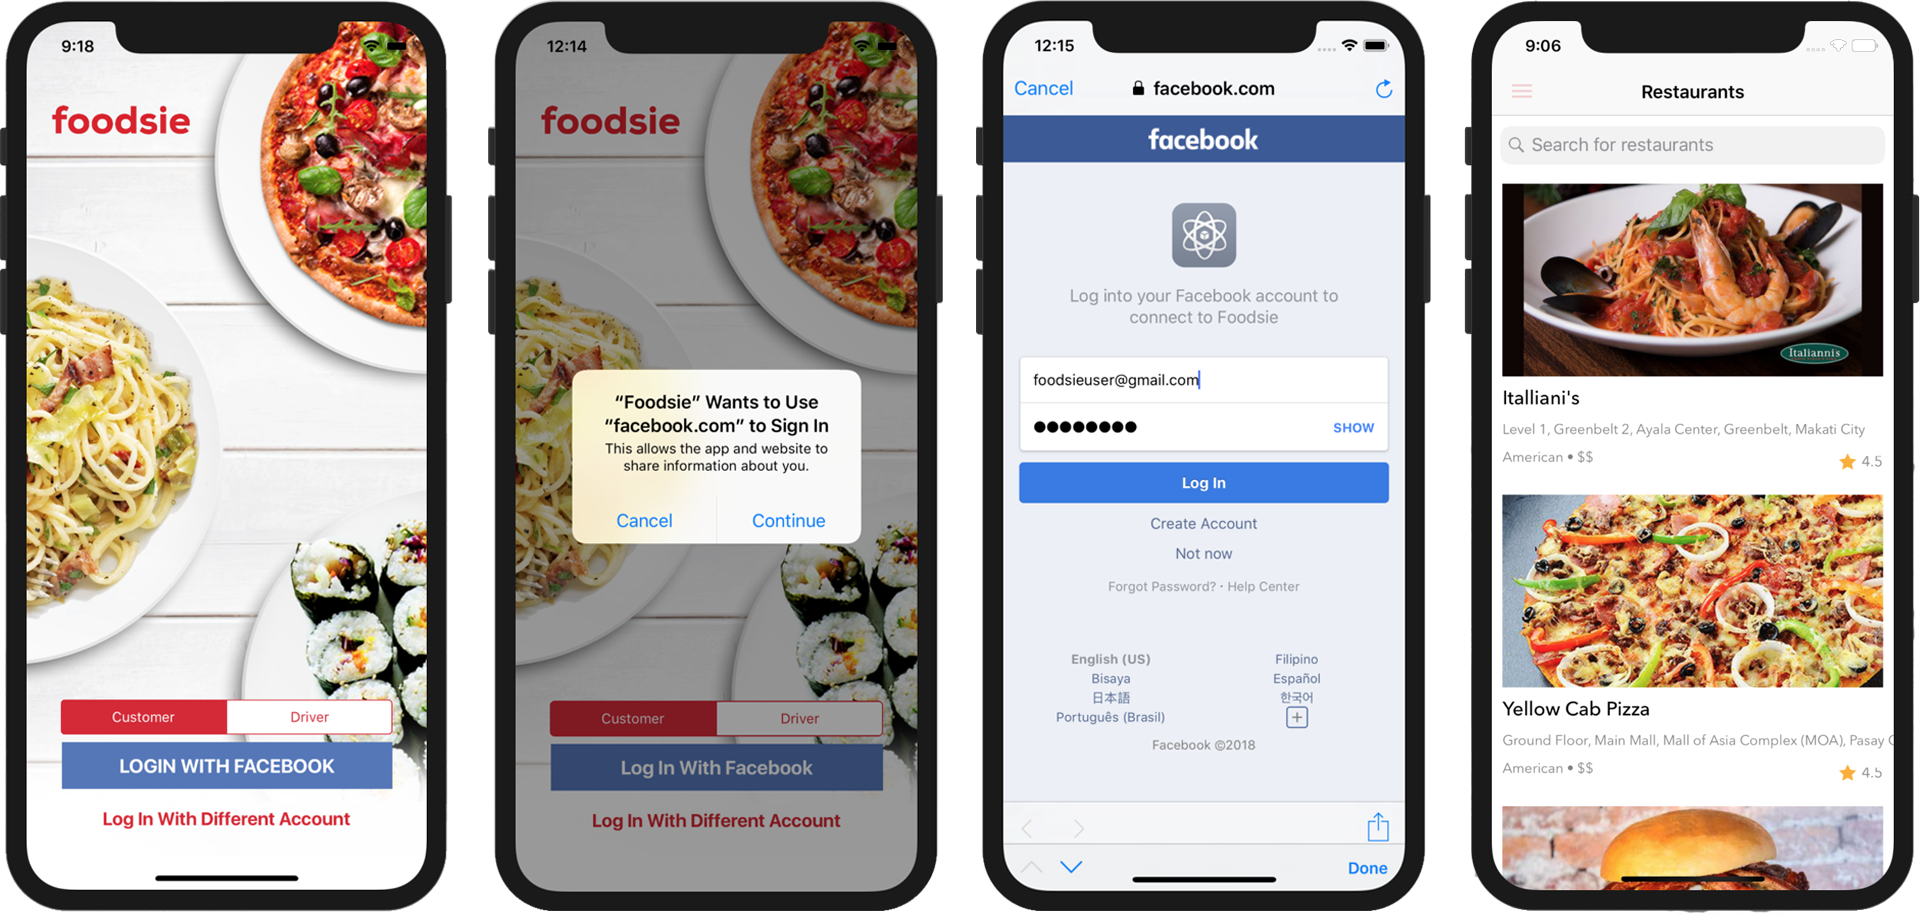 9:18
foodsie
Customer
Driver
LOGIN WITH FACEBOOK
Log In With Different Account
12:14
foodsie
“Foodsie” Wants to Use
“facebook.com” to Sign In
This allows the app and website to
share information about you.
Cancel
Continue
Customer
Driver
Log In With Facebook
Log In With Different Account
12:15
Cancel
facebook.com
facebook
Log into your Facebook account to
connect to Foodsie
foodsieuser@gmail.com
SHOW
Log In
Create Account
Not now
Forgot Password? · Help Center
English (US)
Filipino
Bisaya
Español
日本語
한국어
Português (Brasil)
Facebook ©2018
Done
9:06
Restaurants
Search for restaurants
Italiannis
Italliani's
Level 1, Greenbelt 2, Ayala Center, Greenbelt, Makati City
American • $$
4.5
Yellow Cab Pizza
Ground Floor, Main Mall, Mall of Asia Complex (MOA), Pasay C
American • $$
4.5